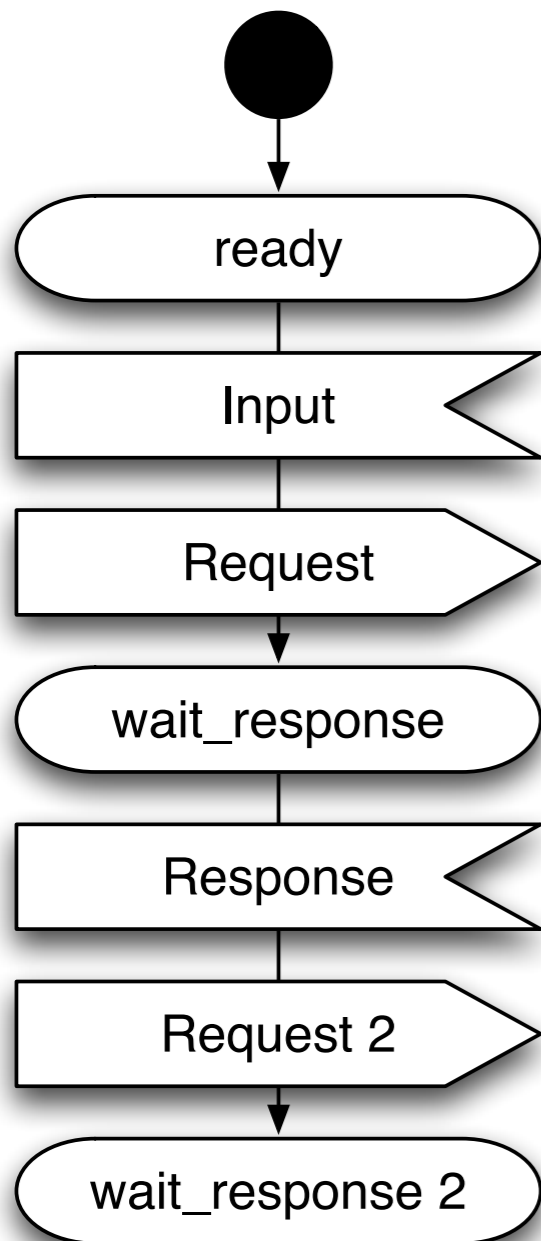 ready
Input
Request
wait_response
Response
Request 2
wait_response 2